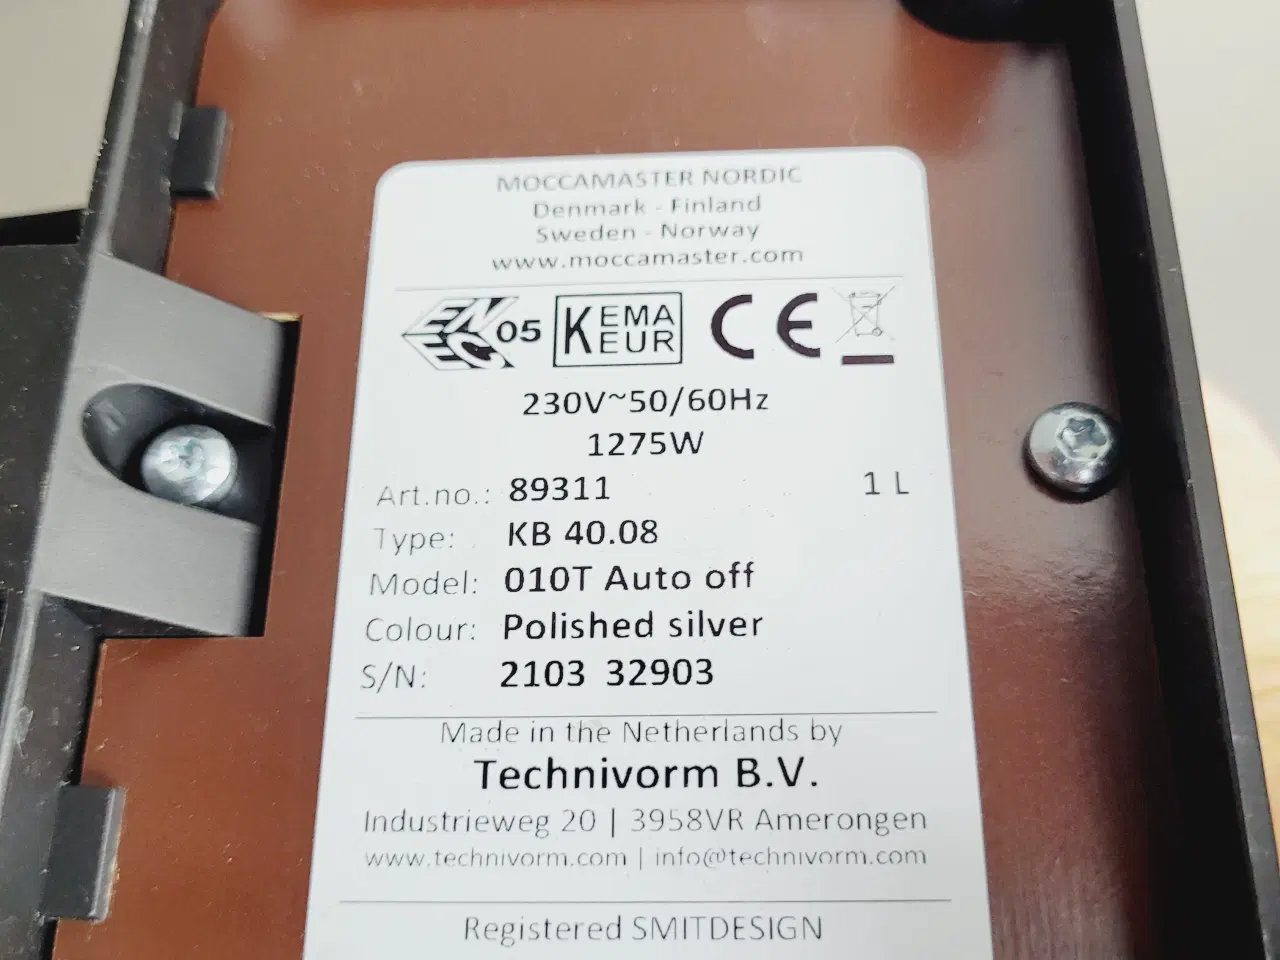 MOCCAMASTER NORDIC
Denmark - Finland
Sweden - Norway
www.moccamaster.com
ENEC 05 KEMA EUR CE
230V~50/60Hz
1275W
Art.no.: 89311 1 L
Type: KB 40.08
Model: 010T Auto off
Colour: Polished silver
S/N: 2103 32903
Made in the Netherlands by
Technivorm B.V.
Industrieweg 20 | 3958VR Amerongen
www.technivorm.com | info@technivorm.com
Registered SMITDESIGN